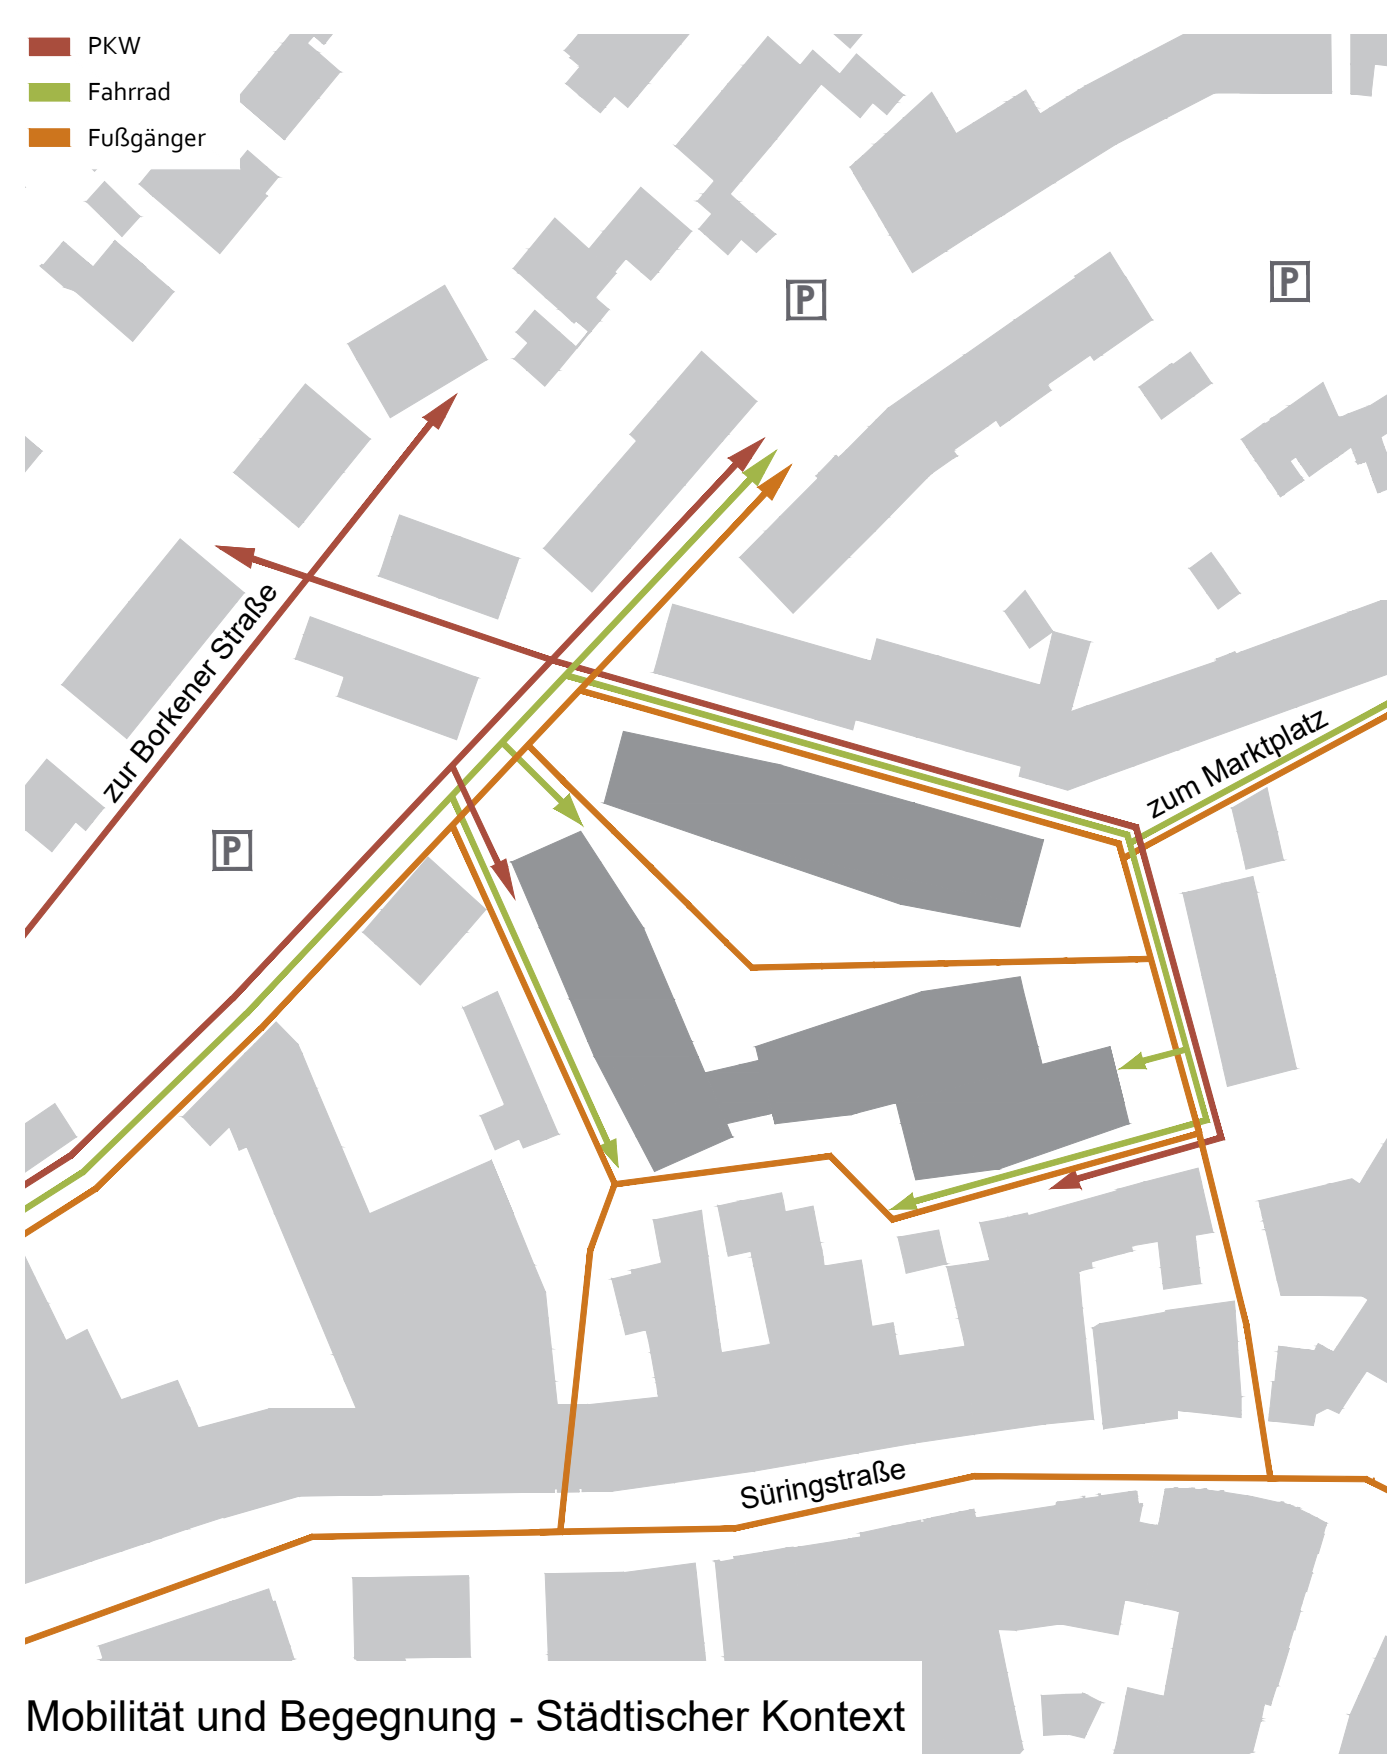 PKW
Fahrrad
Fußgänger
P
P
zur Borkener Straße
zum Marktplatz
P
Süringstraße
Mobilität und Begegnung - Städtischer Kontext